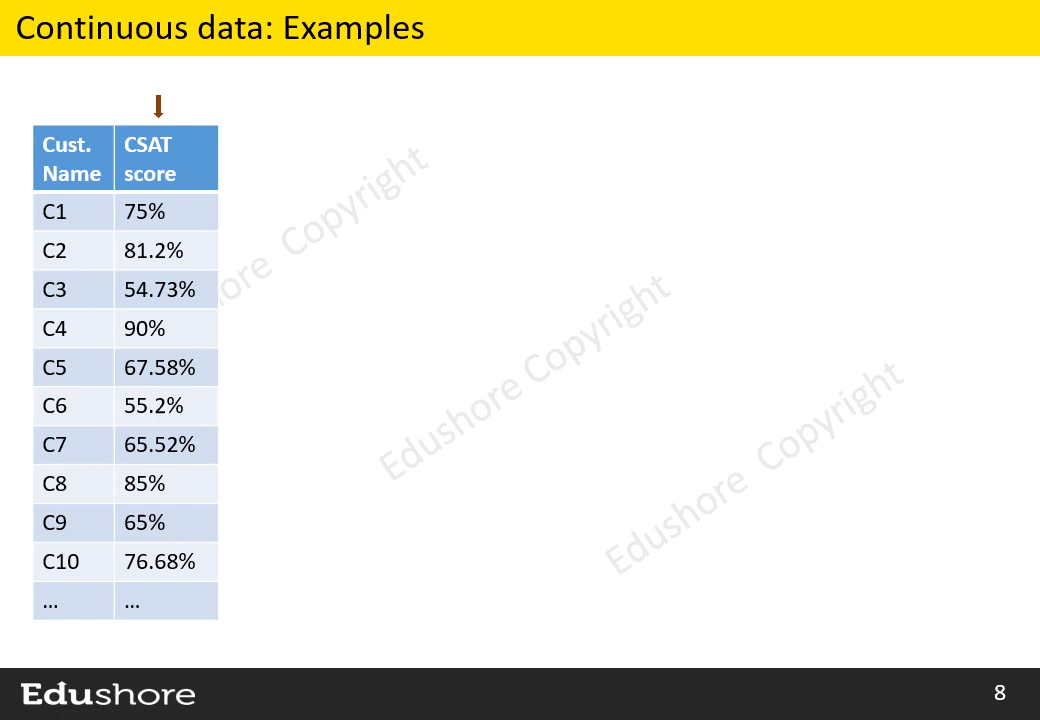 Continuous data: Examples
Cust. Name CSAT score
C1 75%
C2 81.2%
C3 54.73%
C4 90%
C5 67.58%
C6 55.2%
C7 65.52%
C8 85%
C9 65%
C10 76.68%
... ...
hore Copyright
Edushore Copyright
Edushore Copyright
Edushore
8